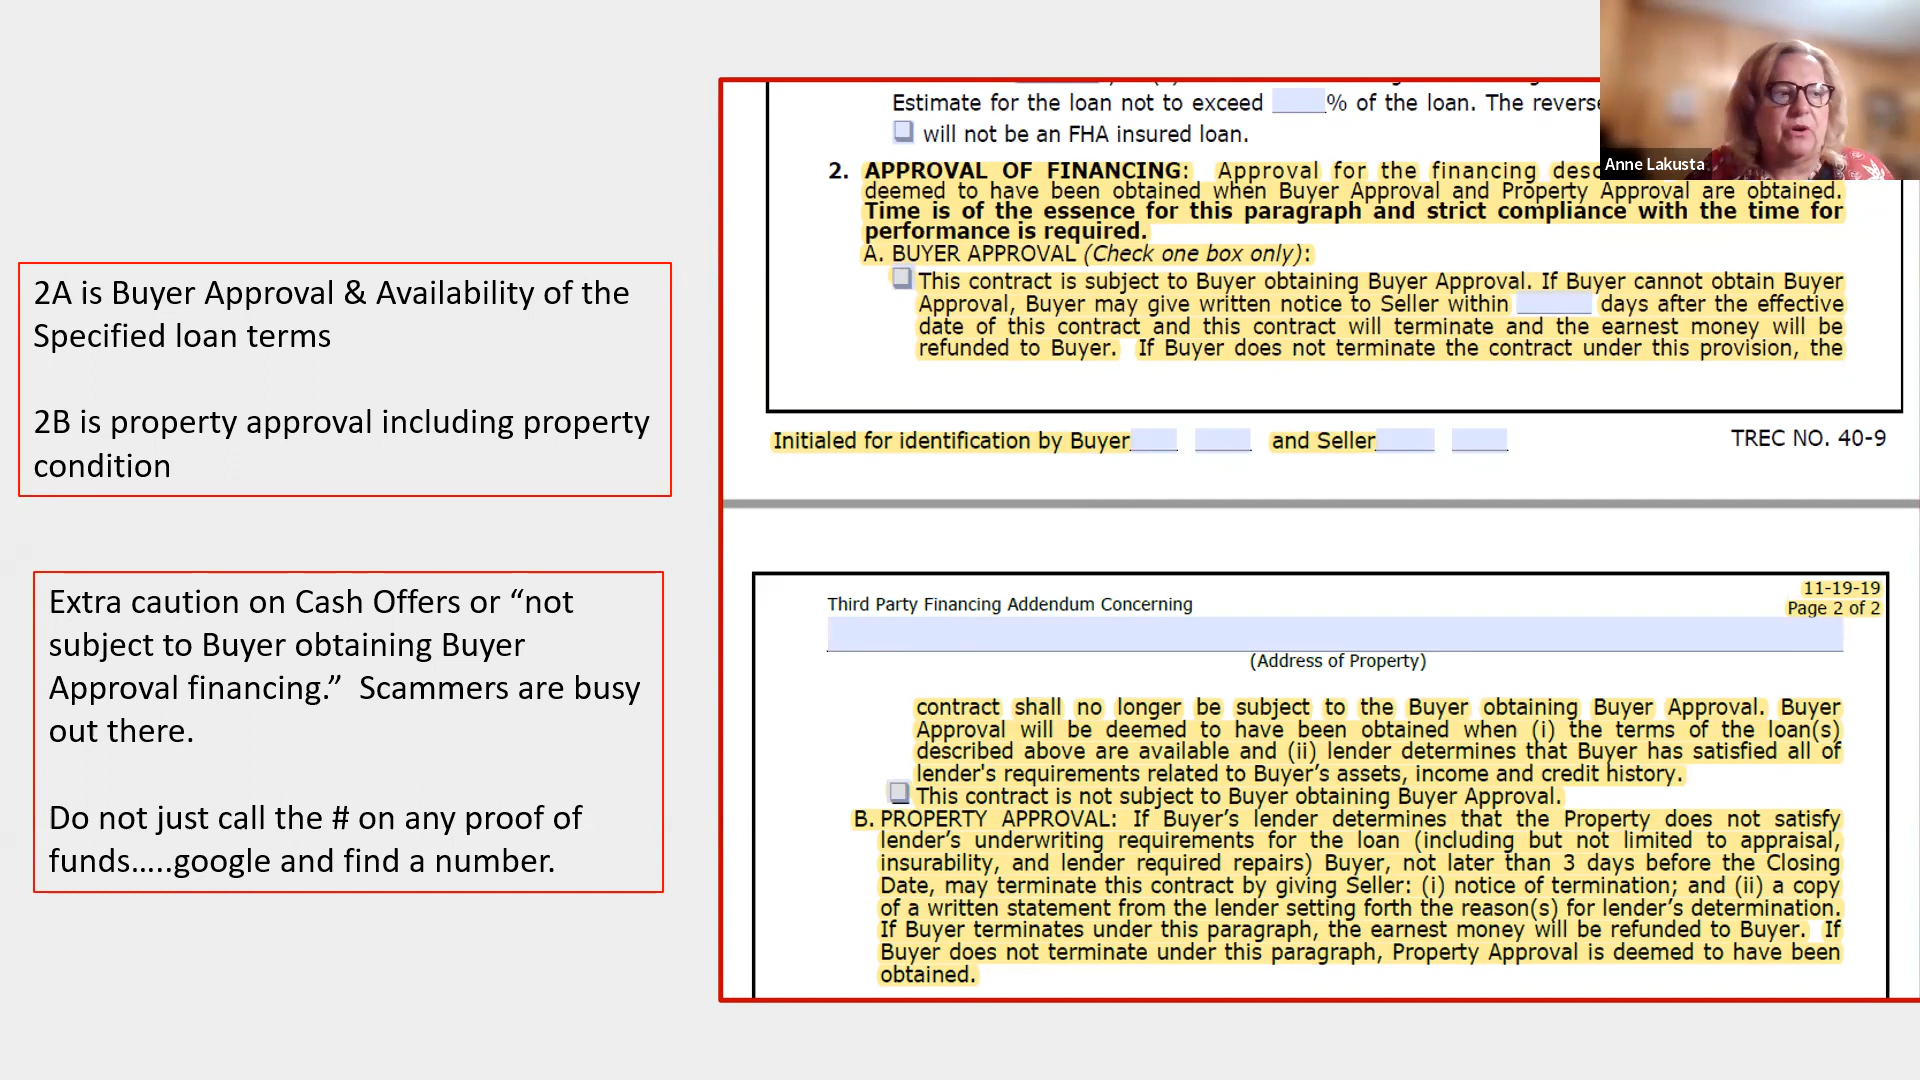 2A is Buyer Approval & Availability of the
Specified loan terms
2B is property approval including property
condition
Extra caution on Cash Offers or “not
subject to Buyer obtaining Buyer
Approval financing.”  Scammers are busy
out there.
Do not just call the # on any proof of
funds…..google and find a number.
Estimate for the loan not to exceed % of the loan. The reverse
will not be an FHA insured loan.
2. APPROVAL OF FINANCING: Approval for the financing
deemed to have been obtained when Buyer Approval and Property Approval are obtained.
Time is of the essence for this paragraph and strict compliance with the time for
performance is required.
A. BUYER APPROVAL (Check one box only):
This contract is subject to Buyer obtaining Buyer Approval. If Buyer cannot obtain Buyer
Approval, Buyer may give written notice to Seller within days after the effective
date of this contract and this contract will terminate and the earnest money will be
refunded to Buyer. If Buyer does not terminate the contract under this provision, the
Initialed for identification by Buyer and Seller TREC NO. 40-9
11-19-19
Third Party Financing Addendum Concerning Page 2 of 2
(Address of Property)
contract shall no longer be subject to the Buyer obtaining Buyer Approval. Buyer
Approval will be deemed to have been obtained when (i) the terms of the loan(s)
described above are available and (ii) lender determines that Buyer has satisfied all of
lender's requirements related to Buyer’s assets, income and credit history.
This contract is not subject to Buyer obtaining Buyer Approval.
B. PROPERTY APPROVAL: If Buyer’s lender determines that the Property does not satisfy
lender’s underwriting requirements for the loan (including but not limited to appraisal,
insurability, and lender required repairs) Buyer, not later than 3 days before the Closing
Date, may terminate this contract by giving Seller: (i) notice of termination; and (ii) a copy
of a written statement from the lender setting forth the reason(s) for lender’s determination.
If Buyer terminates under this paragraph, the earnest money will be refunded to Buyer. If
Buyer does not terminate under this paragraph, Property Approval is deemed to have been
obtained.
Anne Lakusta